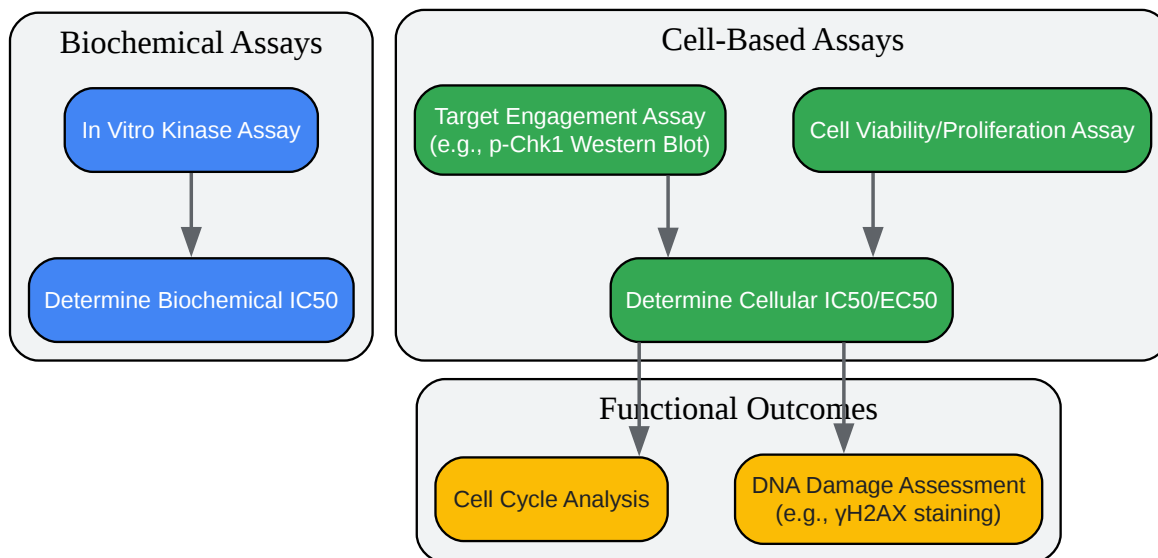 Biochemical Assays
In Vitro Kinase Assay
Determine Biochemical IC50
Cell-Based Assays
Target Engagement Assay
(e.g., p-Chk1 Western Blot)
Cell Viability/Proliferation Assay
Determine Cellular IC50/EC50
Functional Outcomes
Cell Cycle Analysis
DNA Damage Assessment
(e.g., γH2AX staining)